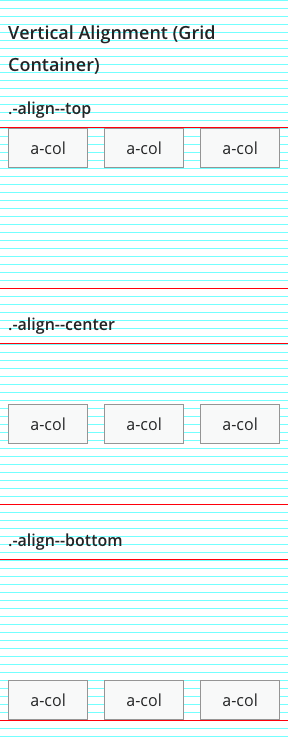 Vertical Alignment (Grid
Container)
.-align--top
a-col a-col a-col
.-align--center
a-col a-col a-col
.-align--bottom
a-col a-col a-col